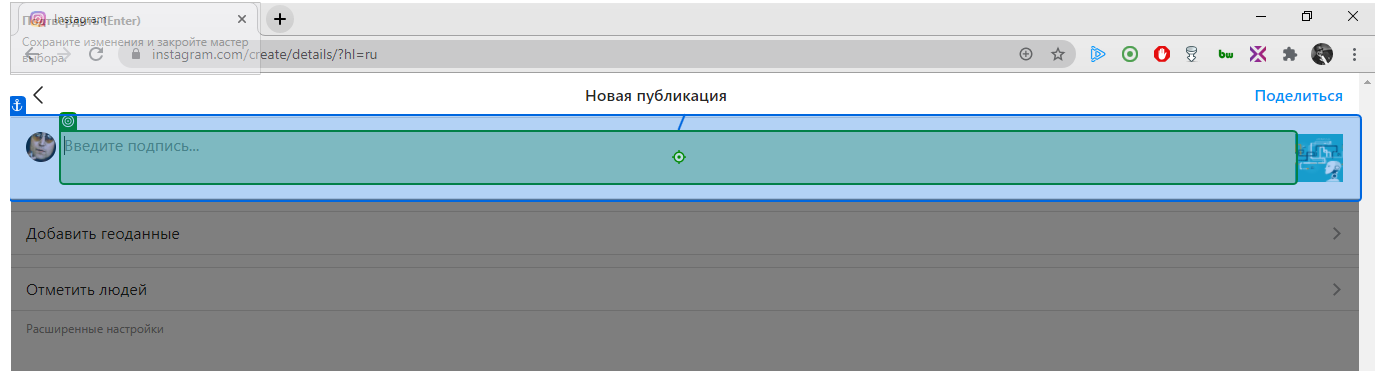 Подтвердить (Enter)
Instagram
Сохраните изменения и закройте мастер
выбора
instagram.com/create/details/?hl=ru
bw
Новая публикация
Поделиться
Введите подпись...
Добавить геоданные
Отметить людей
Расширенные настройки